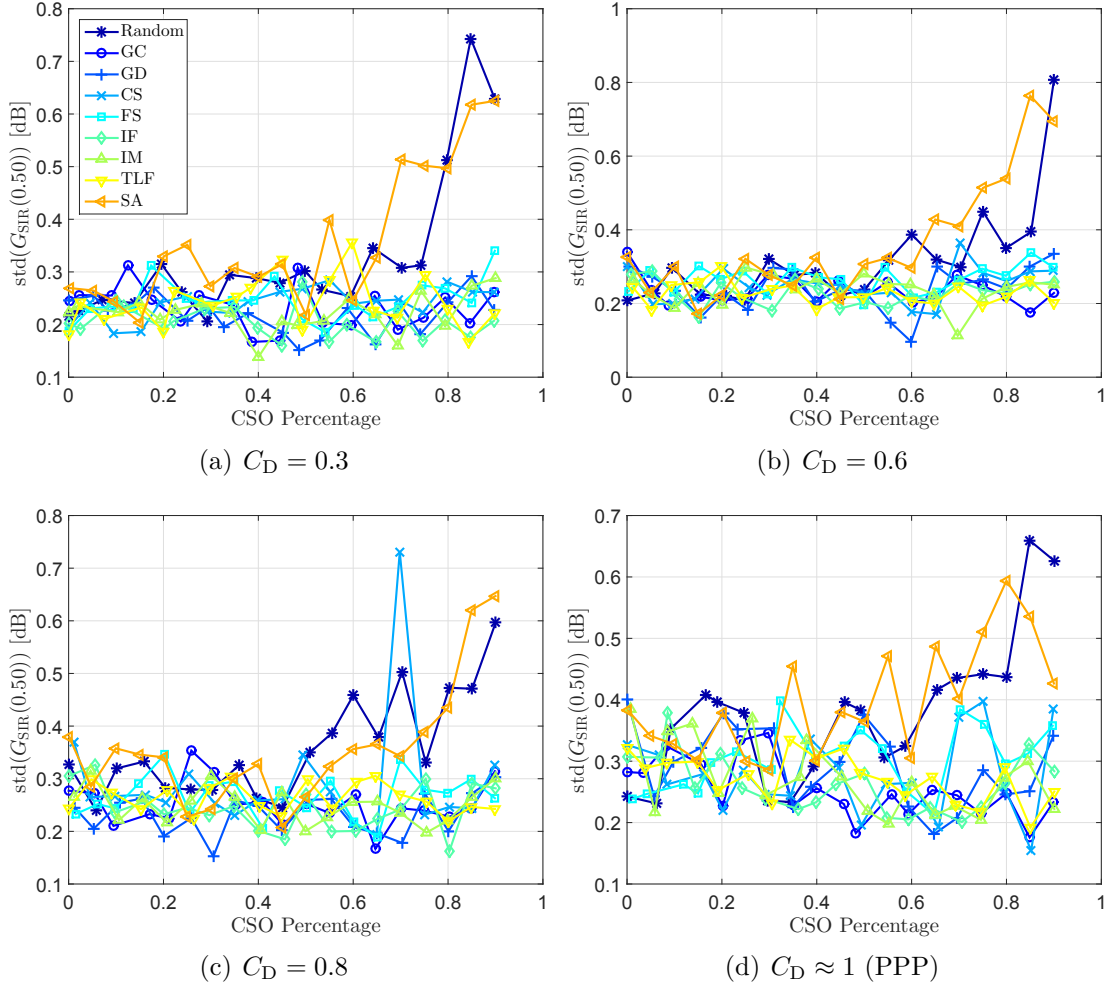 0.8
0.7
0.6
0.5
0.4
0.3
0.2
0.1
0 0.2 0.4 0.6 0.8 1
std(G_SIR(0.50)) [dB]
CSO Percentage
Random
GC
GD
CS
FS
IF
IM
TLF
SA
(a) C_D = 0.3
1
0.8
0.6
0.4
0.2
0
0 0.2 0.4 0.6 0.8 1
std(G_SIR(0.50)) [dB]
CSO Percentage
(b) C_D = 0.6
0.8
0.7
0.6
0.5
0.4
0.3
0.2
0.1
0 0.2 0.4 0.6 0.8 1
std(G_SIR(0.50)) [dB]
CSO Percentage
(c) C_D = 0.8
0.7
0.6
0.5
0.4
0.3
0.2
0.1
0 0.2 0.4 0.6 0.8 1
std(G_SIR(0.50)) [dB]
CSO Percentage
(d) C_D ≈ 1 (PPP)